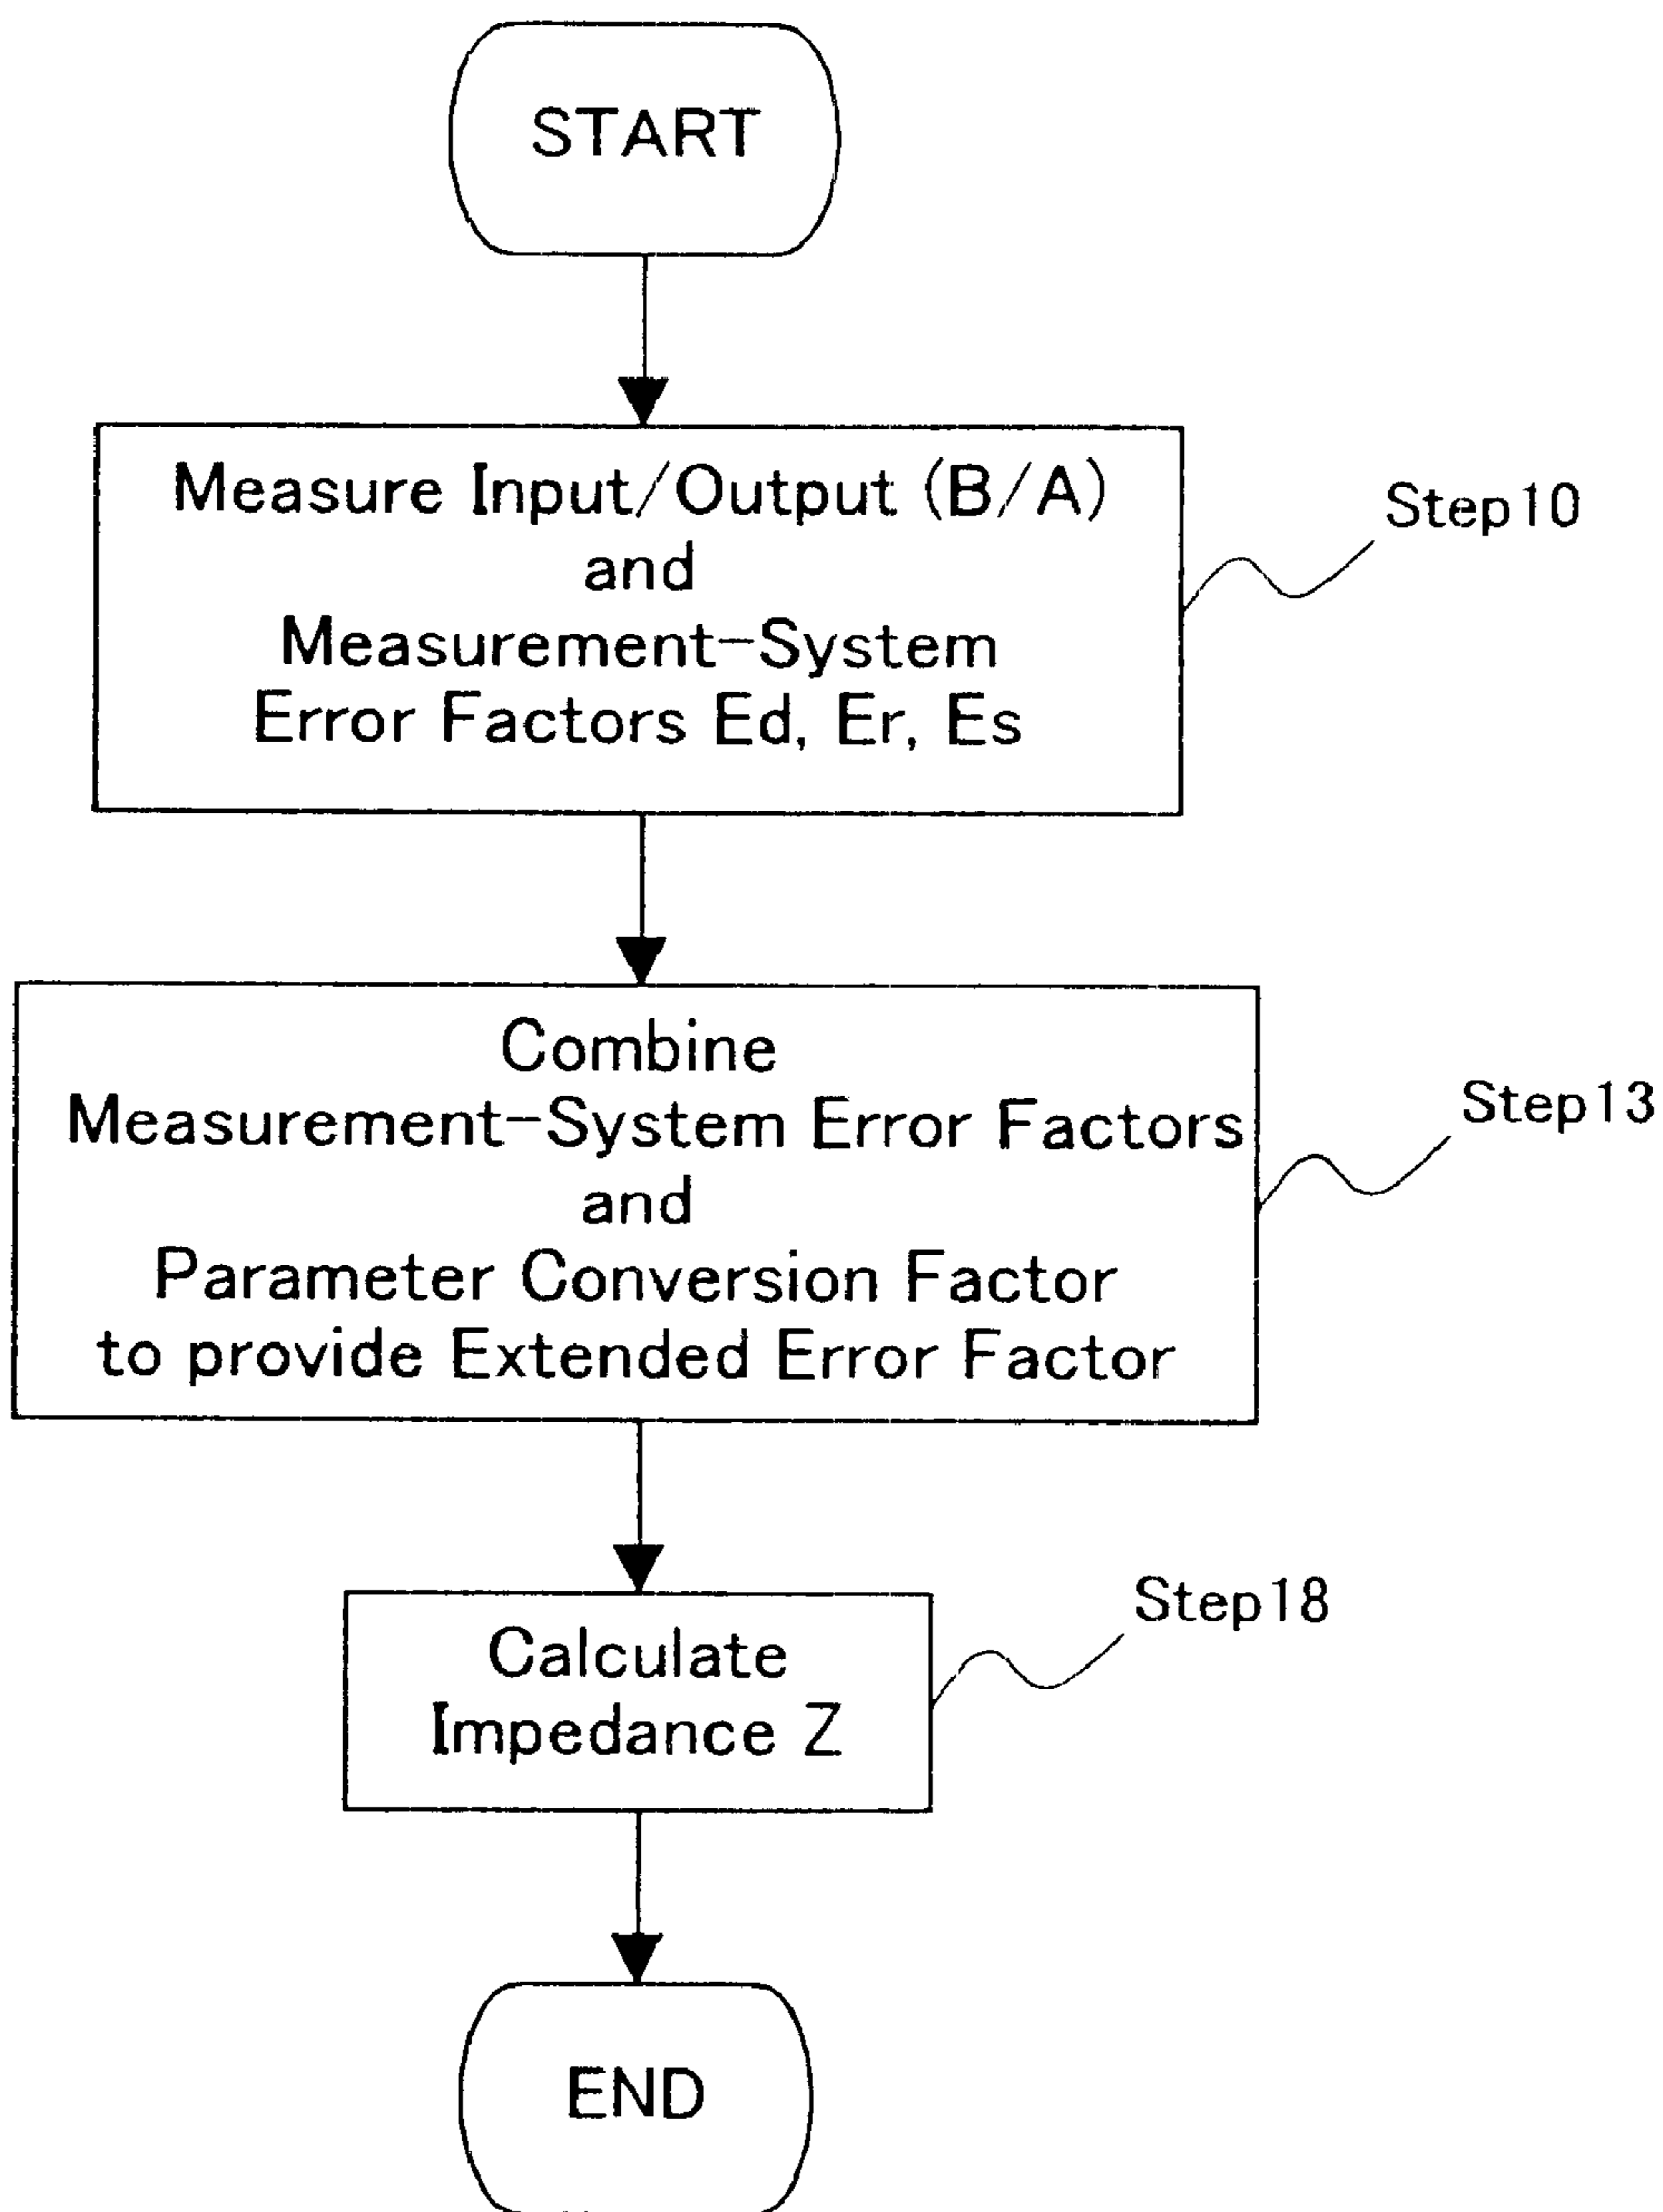 START
Measure Input/Output (B/A)
and
Measurement-System
Error Factors Ed, Er, Es
Step10
Combine
Measurement-System Error Factors
and
Parameter Conversion Factor
to provide Extended Error Factor
Step13
Calculate
Impedance Z
Step18
END